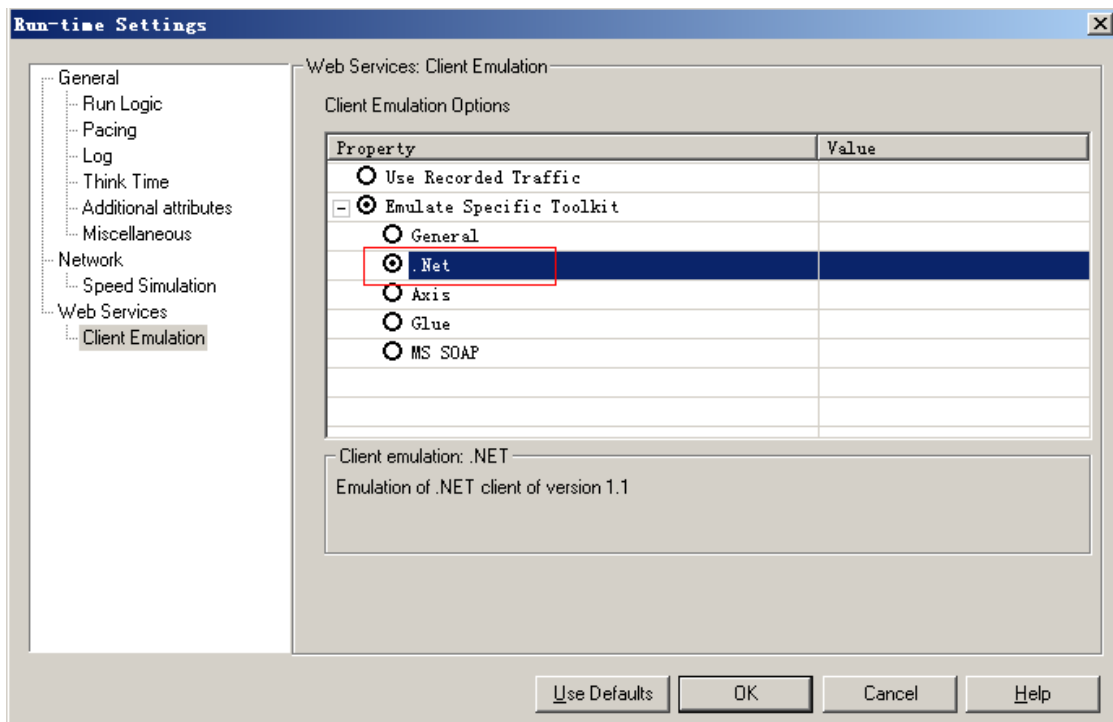 Run-time Settings
General
Run Logic
Pacing
Log
Think Time
Additional attributes
Miscellaneous
Network
Speed Simulation
Web Services
Client Emulation
Web Services: Client Emulation
Client Emulation Options
Property Value
Use Recorded Traffic
Emulate Specific Toolkit
General
.Net
Axis
Glue
MS SOAP
Client emulation: .NET
Emulation of .NET client of version 1.1
Use Defaults OK Cancel Help